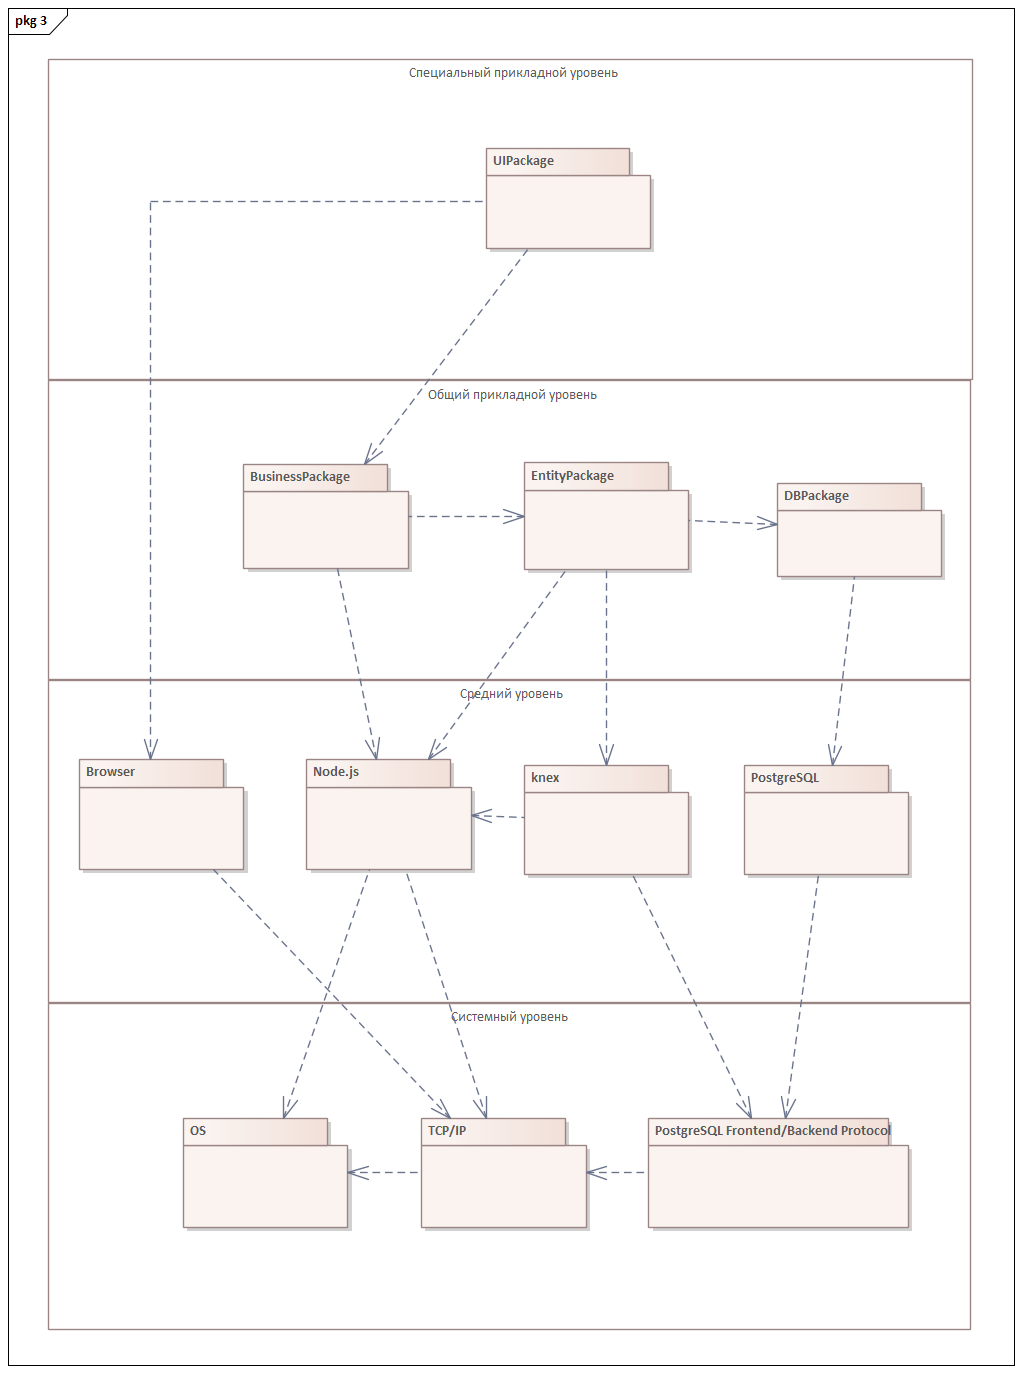 pkg 3
Специальный прикладной уровень
UIPackage
Общий прикладной уровень
BusinessPackage
EntityPackage
DBPackage
Средний уровень
Browser
Node.js
knex
PostgreSQL
Системный уровень
OS
TCP/IP
PostgreSQL Frontend/Backend Protocol